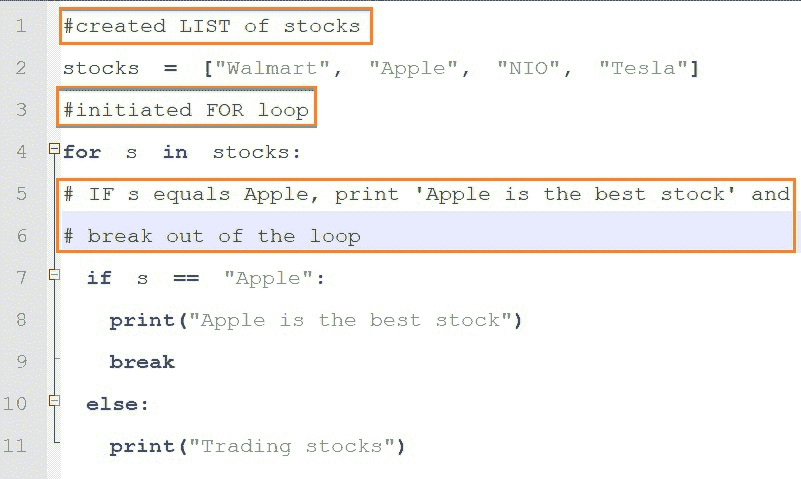 1 #created LIST of stocks
2 stocks = ["Walmart", "Apple", "NIO", "Tesla"]
3 #initiated FOR loop
4 for s in stocks:
5 # IF s equals Apple, print 'Apple is the best stock' and
6 # break out of the loop
7 if s == "Apple":
8 print("Apple is the best stock")
9 break
10 else:
11 print("Trading stocks")